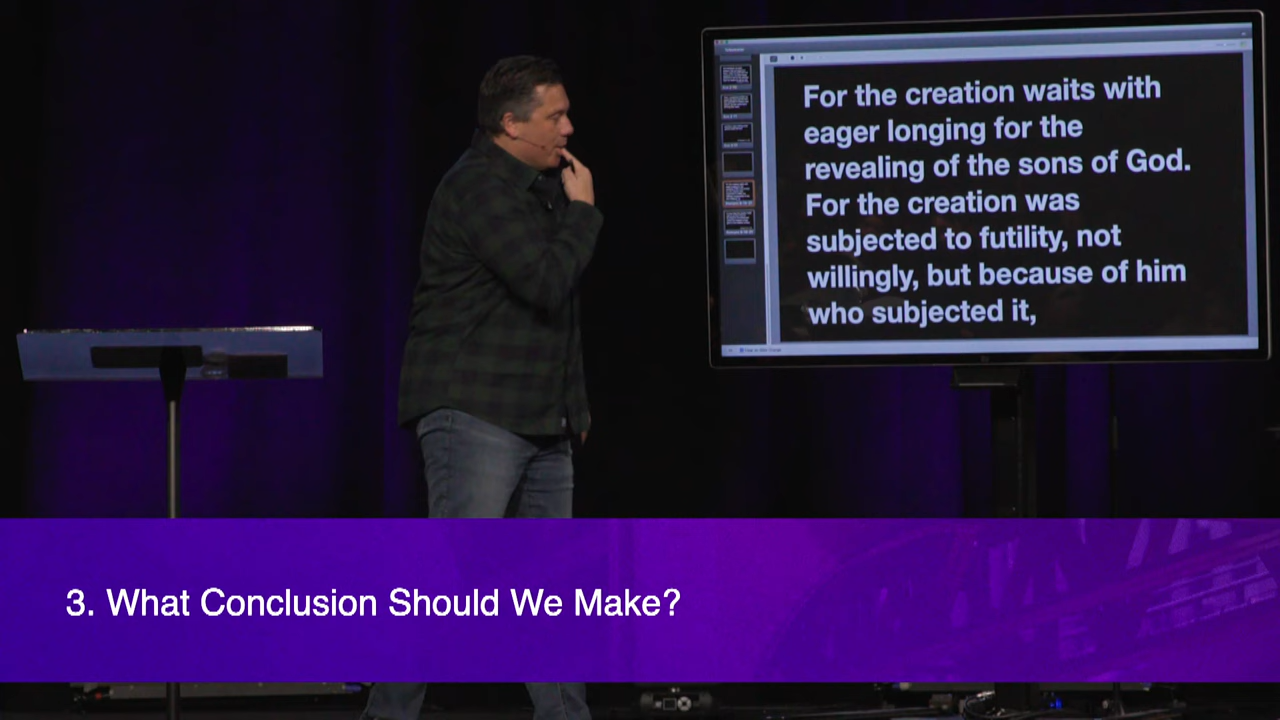 For the creation waits with
eager longing for the
revealing of the sons of God.
For the creation was
subjected to futility, not
willingly, but because of him
who subjected it,
3. What Conclusion Should We Make?